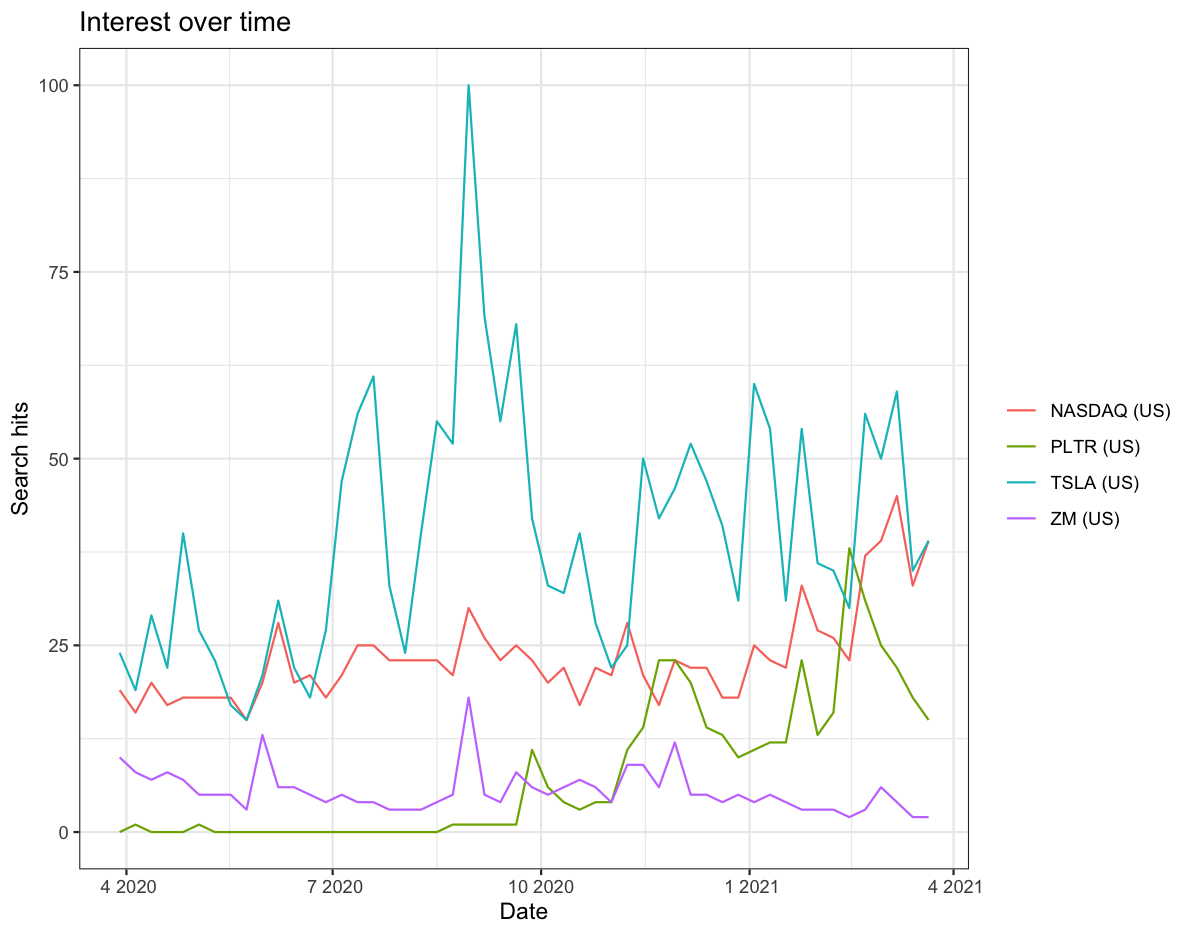 Interest over time
Search hits
100
75
50
25
0
4 2020
7 2020
10 2020
1 2021
4 2021
Date
NASDAQ (US)
PLTR (US)
TSLA (US)
ZM (US)